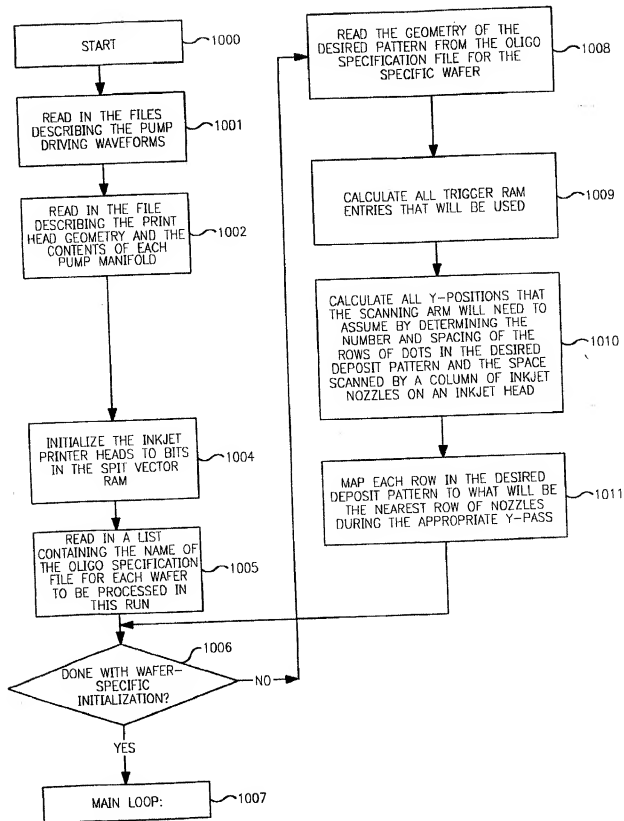 START
1000
READ IN THE FILES
DESCRIBING THE PUMP
DRIVING WAVEFORMS
1001
READ IN THE FILE
DESCRIBING THE PRINT
HEAD GEOMETRY AND THE
CONTENTS OF EACH
PUMP MANIFOLD
1002
INITIALIZE THE INKJET
PRINTER HEADS TO BITS
IN THE SPIT VECTOR
RAM
1004
READ IN A LIST
CONTAINING THE NAME OF
THE OLIGO SPECIFICATION
FILE FOR EACH WAFER
TO BE PROCESSED IN
THIS RUN
1005
1006
DONE WITH WAFER-
SPECIFIC
INITIALIZATION?
NO
YES
MAIN LOOP:
1007
READ THE GEOMETRY OF THE
DESIRED PATTERN FROM THE OLIGO
SPECIFICATION FILE FOR THE
SPECIFIC WAFER
1008
CALCULATE ALL TRIGGER RAM
ENTRIES THAT WILL BE USED
1009
CALCULATE ALL Y-POSITIONS THAT
THE SCANNING ARM WILL NEED TO
ASSUME BY DETERMINING THE
NUMBER AND SPACING OF THE
ROWS OF DOTS IN THE DESIRED
DEPOSIT PATTERN AND THE SPACE
SCANNED BY A COLUMN OF INKJET
NOZZLES ON AN INKJET HEAD
1010
MAP EACH ROW IN THE DESIRED
DEPOSIT PATTERN TO WHAT WILL BE
THE NEAREST ROW OF NOZZLES
DURING THE APPROPRIATE Y-PASS
1011